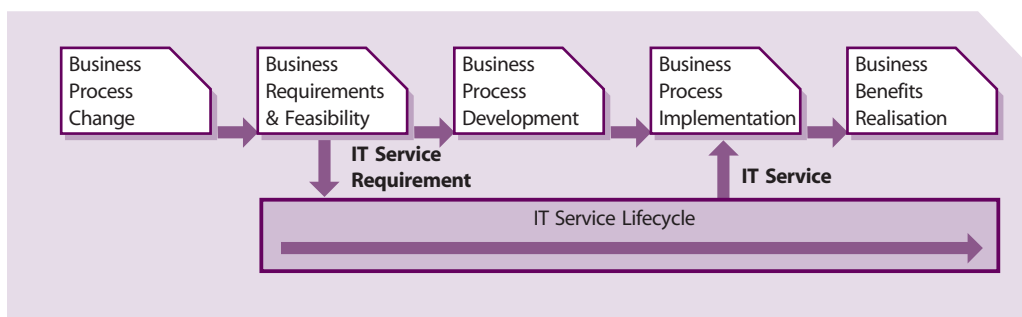 Business
Process
Change
Business
Requirements
& Feasibility
Business
Process
Development
Business
Process
Implementation
Business
Benefits
Realisation
IT Service
Requirement
IT Service
IT Service Lifecycle